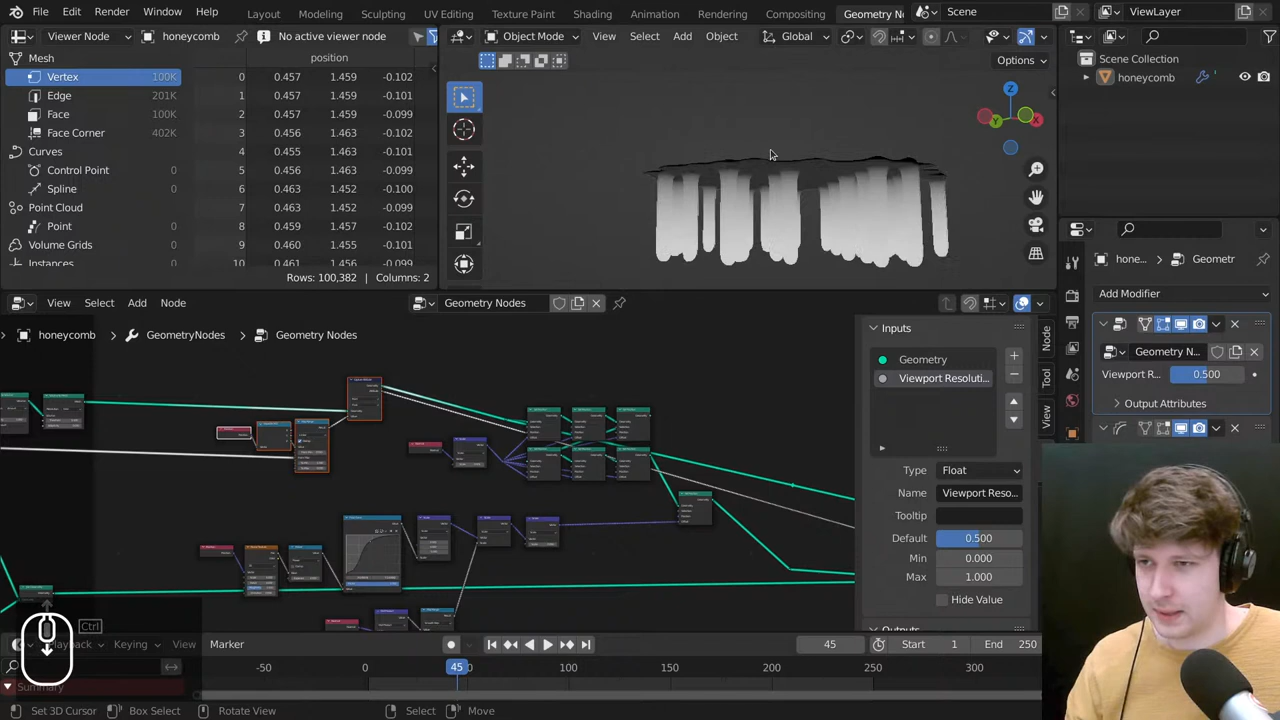 File Edit Render Window Help Layout Modeling Sculpting UV Editing Texture Paint Shading Animation Rendering Compositing Geometry N Scene ViewLayer
Viewer Node honeycomb No active viewer node
Object Mode View Select Add Object Global
Options
Mesh
Vertex 100K
Edge 201K
Face 100K
Face Corner 402K
Curves
Control Point 0
Spline 0
Point Cloud
Point 0
Volume Grids 0
Instances
position
0 0.457 1.459 -0.102
1 0.457 1.459 -0.101
2 0.457 1.459 -0.099
3 0.456 1.463 -0.102
4 0.455 1.463 -0.101
5 0.456 1.463 -0.099
6 0.463 1.452 -0.100
7 0.463 1.452 -0.099
8 0.459 1.457 -0.102
9 0.460 1.455 -0.101
10 0.461 1.456 -0.099
Rows: 100,382 | Columns: 2
Z
X
Y
Scene Collection
honeycomb
hone... Geometr
Add Modifier
Geometry N...
Viewport R... 0.500
Output Attributes
View Select Add Node Geometry Nodes
honeycomb GeometryNodes Geometry Nodes
Inputs
Geometry
Viewport Resoluti...
Type Float
Name Viewport Reso...
Tooltip
Default 0.500
Min 0.000
Max 1.000
Hide Value
Outputs
Node
Tool
View
Ctrl
Playback Keying View Marker 45 Start 1 End 250
-50 0 45 100 150 200 250 300
Summary
Set 3D Cursor Box Select Rotate View Select Move